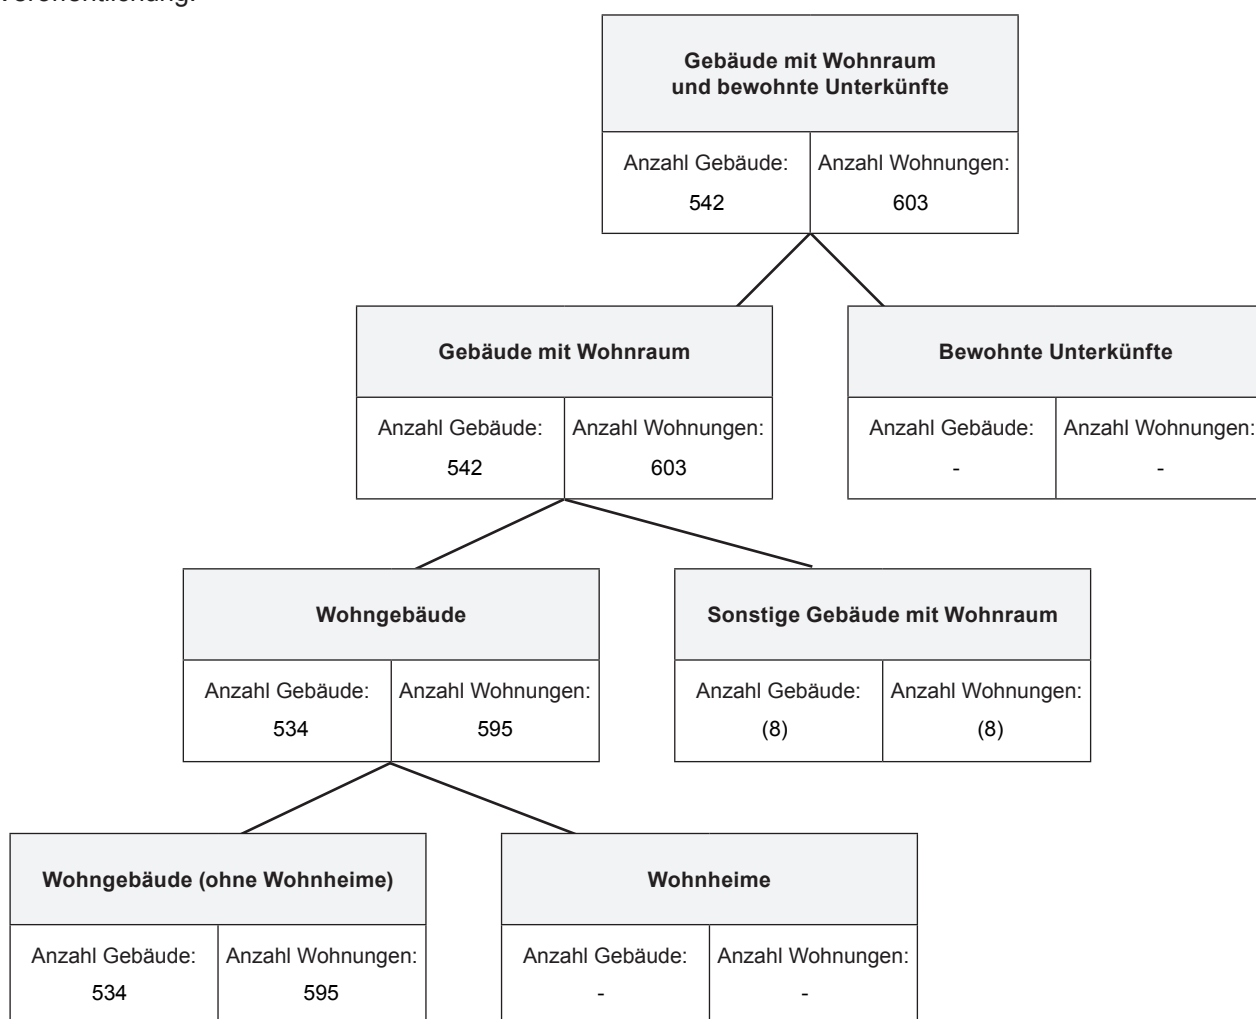 Veröffentlichung.
Gebäude mit Wohnraum
und bewohnte Unterkünfte
Anzahl Gebäude: Anzahl Wohnungen:
542 603
Gebäude mit Wohnraum Bewohnte Unterkünfte
Anzahl Gebäude: Anzahl Wohnungen: Anzahl Gebäude: Anzahl Wohnungen:
542 603 - -
Wohngebäude Sonstige Gebäude mit Wohnraum
Anzahl Gebäude: Anzahl Wohnungen: Anzahl Gebäude: Anzahl Wohnungen:
534 595 (8) (8)
Wohngebäude (ohne Wohnheime) Wohnheime
Anzahl Gebäude: Anzahl Wohnungen: Anzahl Gebäude: Anzahl Wohnungen:
534 595 - -